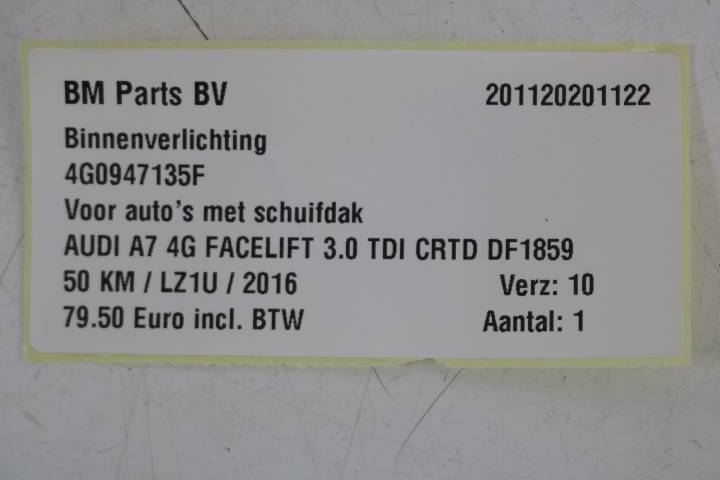 BM Parts BV 201120201122
Binnenverlichting
4G0947135F
Voor auto's met schuifdak
AUDI A7 4G FACELIFT 3.0 TDI CRTD DF1859
50 KM / LZ1U / 2016 Verz: 10
79.50 Euro incl. BTW Aantal: 1